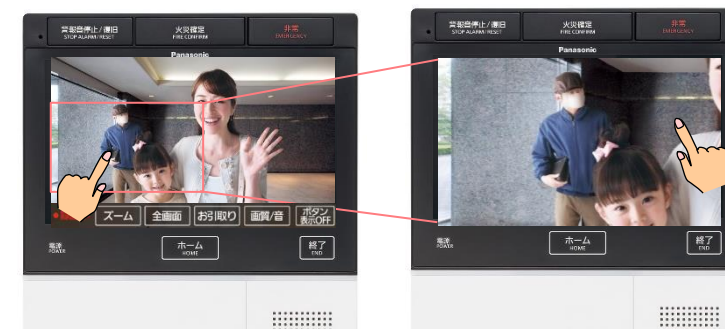 警報音停止/復旧
STOP ALARM/RESET
火災確定
FIRE CONFIRM
非常
EMERGENCY
Panasonic
ズーム
全画面
お引取り
画質/音
ボタン
表示OFF
電源
POWER
ホーム
HOME
終了
END
警報音停止/復旧
STOP ALARM/RESET
火災確定
FIRE CONFIRM
非常
EMERGENCY
Panasonic
電源
POWER
ホーム
HOME
終了
END